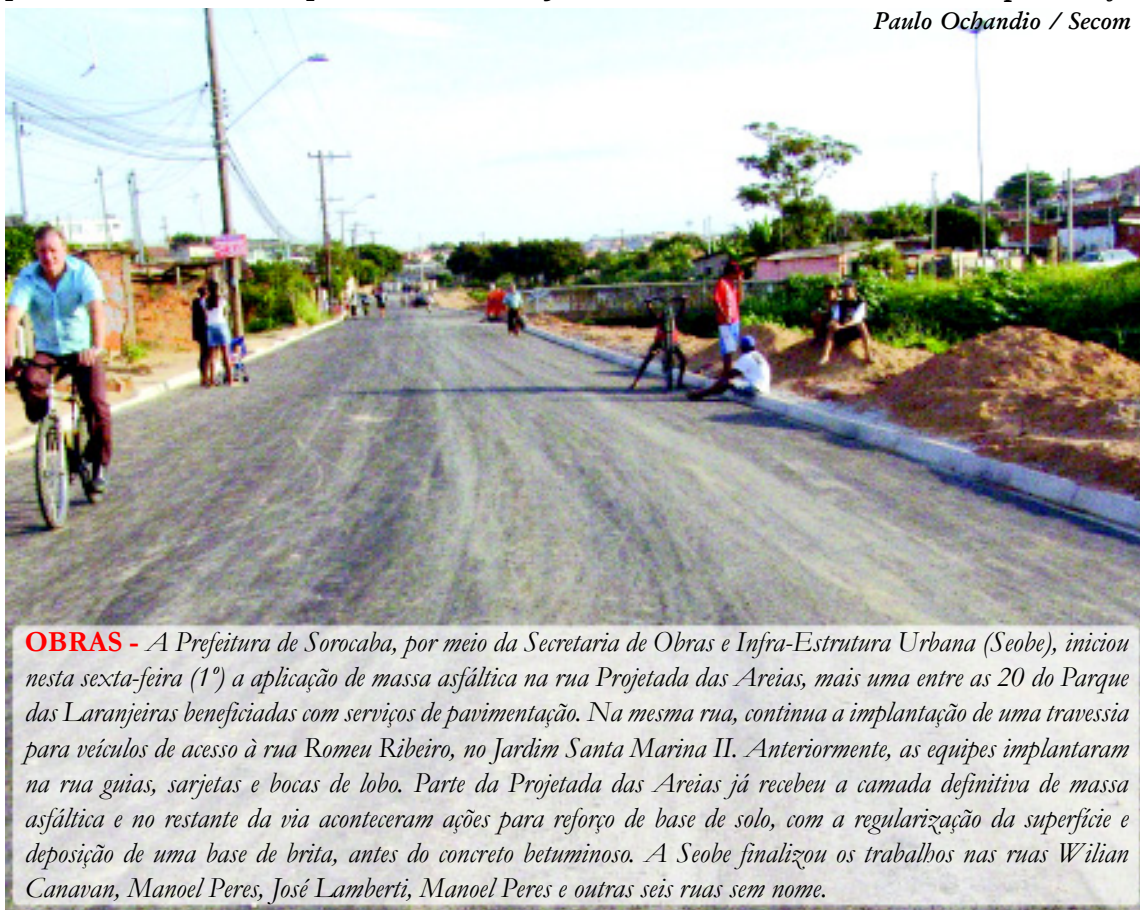 Paulo Ochandio / Secom
OBRAS - A Prefeitura de Sorocaba, por meio da Secretaria de Obras e Infra-Estrutura Urbana (Seobe), iniciou
nesta sexta-feira (1º) a aplicação de massa asfáltica na rua Projetada das Areias, mais uma entre as 20 do Parque
das Laranjeiras beneficiadas com serviços de pavimentação. Na mesma rua, continua a implantação de uma travessia
para veículos de acesso à rua Romeu Ribeiro, no Jardim Santa Marina II. Anteriormente, as equipes implantaram
na rua guias, sarjetas e bocas de lobo. Parte da Projetada das Areias já recebeu a camada definitiva de massa
asfáltica e no restante da via aconteceram ações para reforço de base de solo, com a regularização da superfície e
deposição de uma base de brita, antes do concreto betuminoso. A Seobe finalizou os trabalhos nas ruas Wilian
Canavan, Manoel Peres, José Lamberti, Manoel Peres e outras seis ruas sem nome.